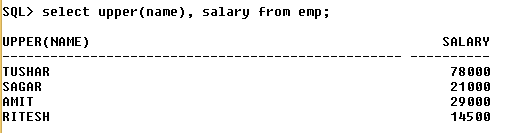 SQL> select upper(name), salary from emp;
UPPER(NAME) SALARY
-------------------------------------------------- ----------
TUSHAR 78000
SAGAR 21000
AMIT 29000
RITESH 14500